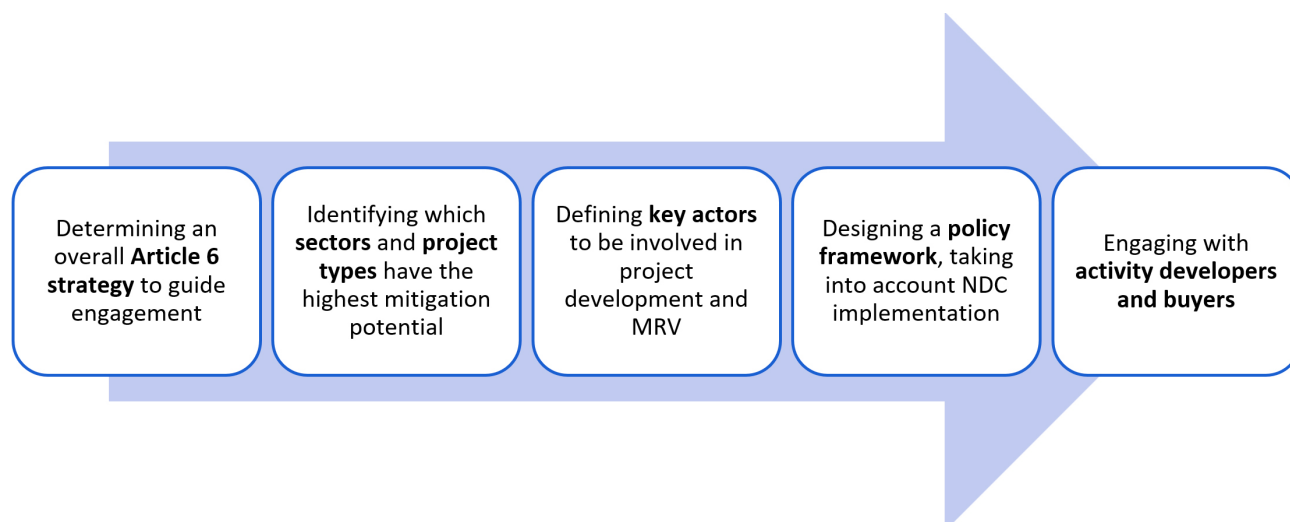 Determining an
overall Article 6
strategy to guide
engagement
Identifying which
sectors and project
types have the
highest mitigation
potential
Defining key actors
to be involved in
project
development and
MRV
Designing a policy
framework, taking
into account NDC
implementation
Engaging with
activity developers
and buyers